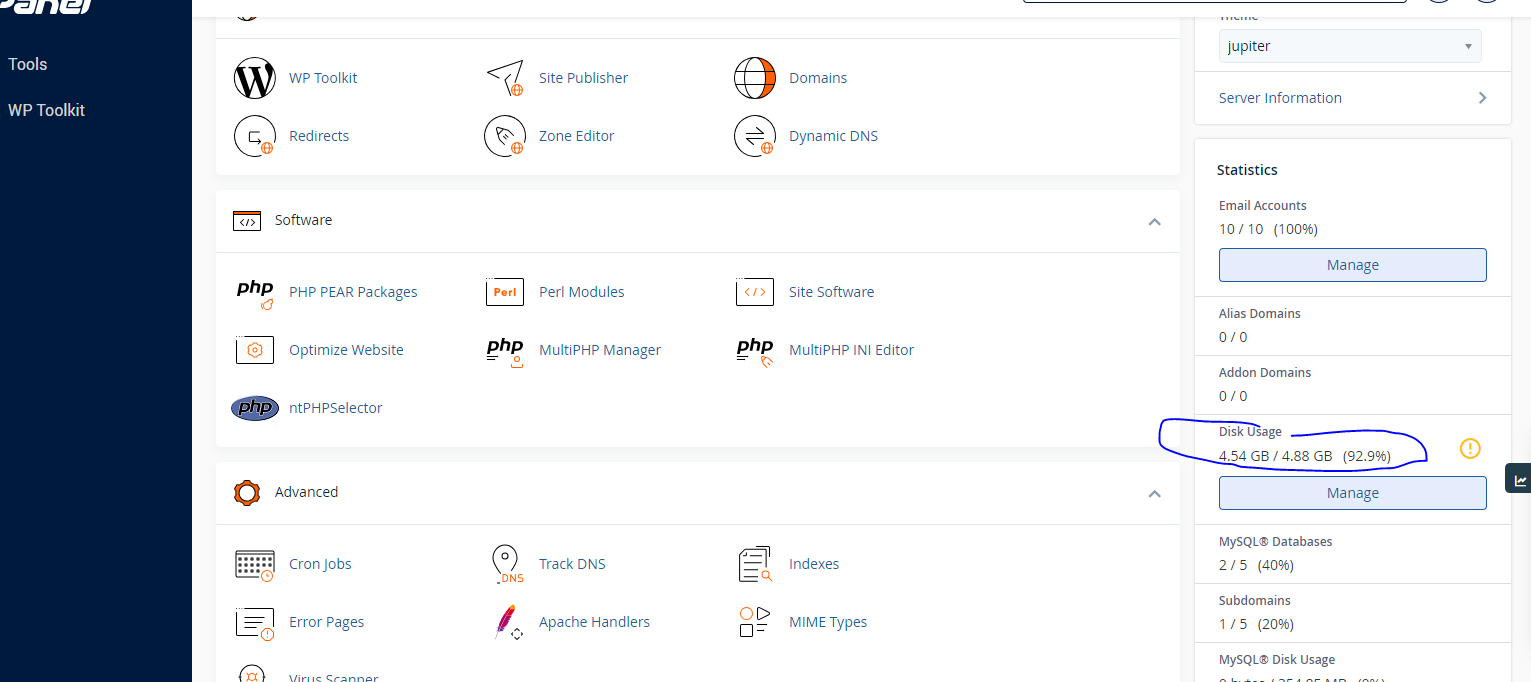 Panel
Tools
WP Toolkit
WP Toolkit
Site Publisher
Domains
Redirects
Zone Editor
Dynamic DNS
Software
PHP PEAR Packages
Perl
Perl Modules
Site Software
Optimize Website
MultiPHP Manager
MultiPHP INI Editor
php
ntPHPSelector
Advanced
Cron Jobs
DNS
Track DNS
Indexes
Error Pages
Apache Handlers
MIME Types
Virus Scanner
Theme
jupiter
Server Information
Statistics
Email Accounts
10 / 10 (100%)
Manage
Alias Domains
0 / 0
Addon Domains
0 / 0
Disk Usage
4.54 GB / 4.88 GB (92.9%)
Manage
MySQL® Databases
2 / 5 (40%)
Subdomains
1 / 5 (20%)
MySQL® Disk Usage